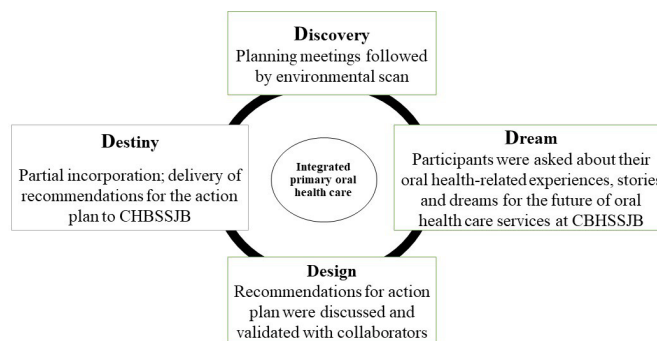 Discovery
Planning meetings followed
by environmental scan
Destiny
Partial incorporation; delivery of
recommendations for the action
plan to CHBSSJB
Integrated
primary oral
health care
Dream
Participants were asked about their
oral health-related experiences, stories
and dreams for the future of oral
health care services at CBHSSJB
Design
Recommendations for action
plan were discussed and
validated with collaborators